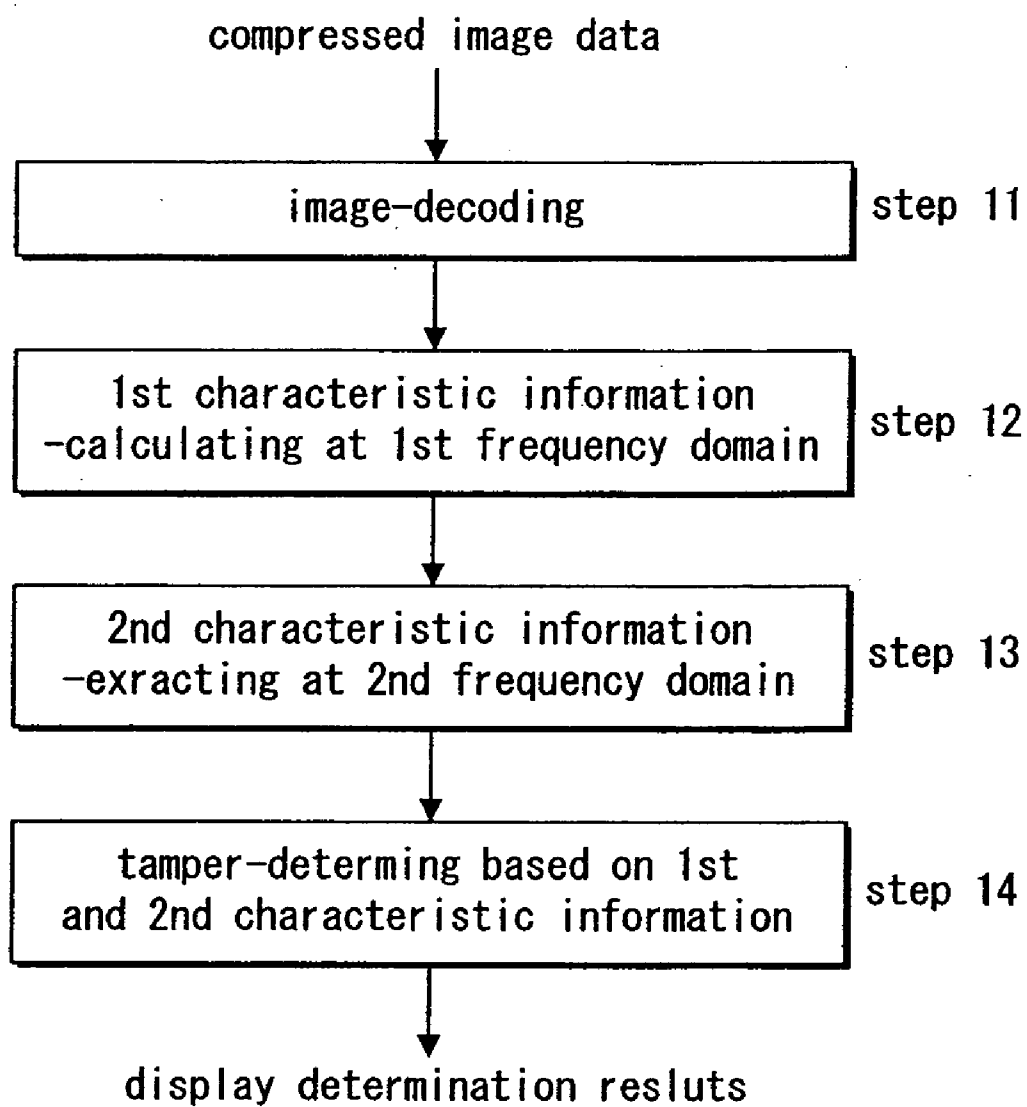 compressed image data
image-decoding
step 11
1st characteristic information
-calculating at 1st frequency domain
step 12
2nd characteristic information
-exracting at 2nd frequency domain
step 13
tamper-determing based on 1st
and 2nd characteristic information
step 14
display determination resluts